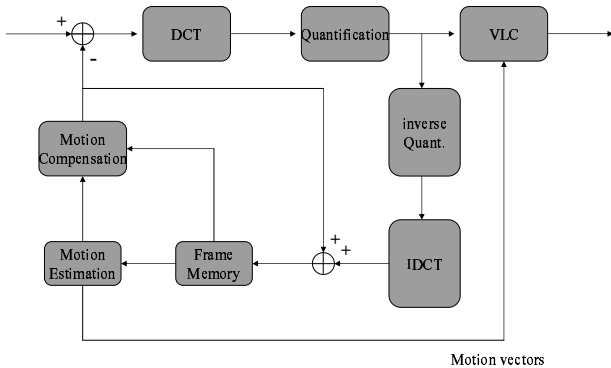 +
DCT
Quantification
VLC
-
inverse
Quant.
Motion
Compensation
+
+
Motion
Estimation
Frame
Memory
IDCT
Motion vectors